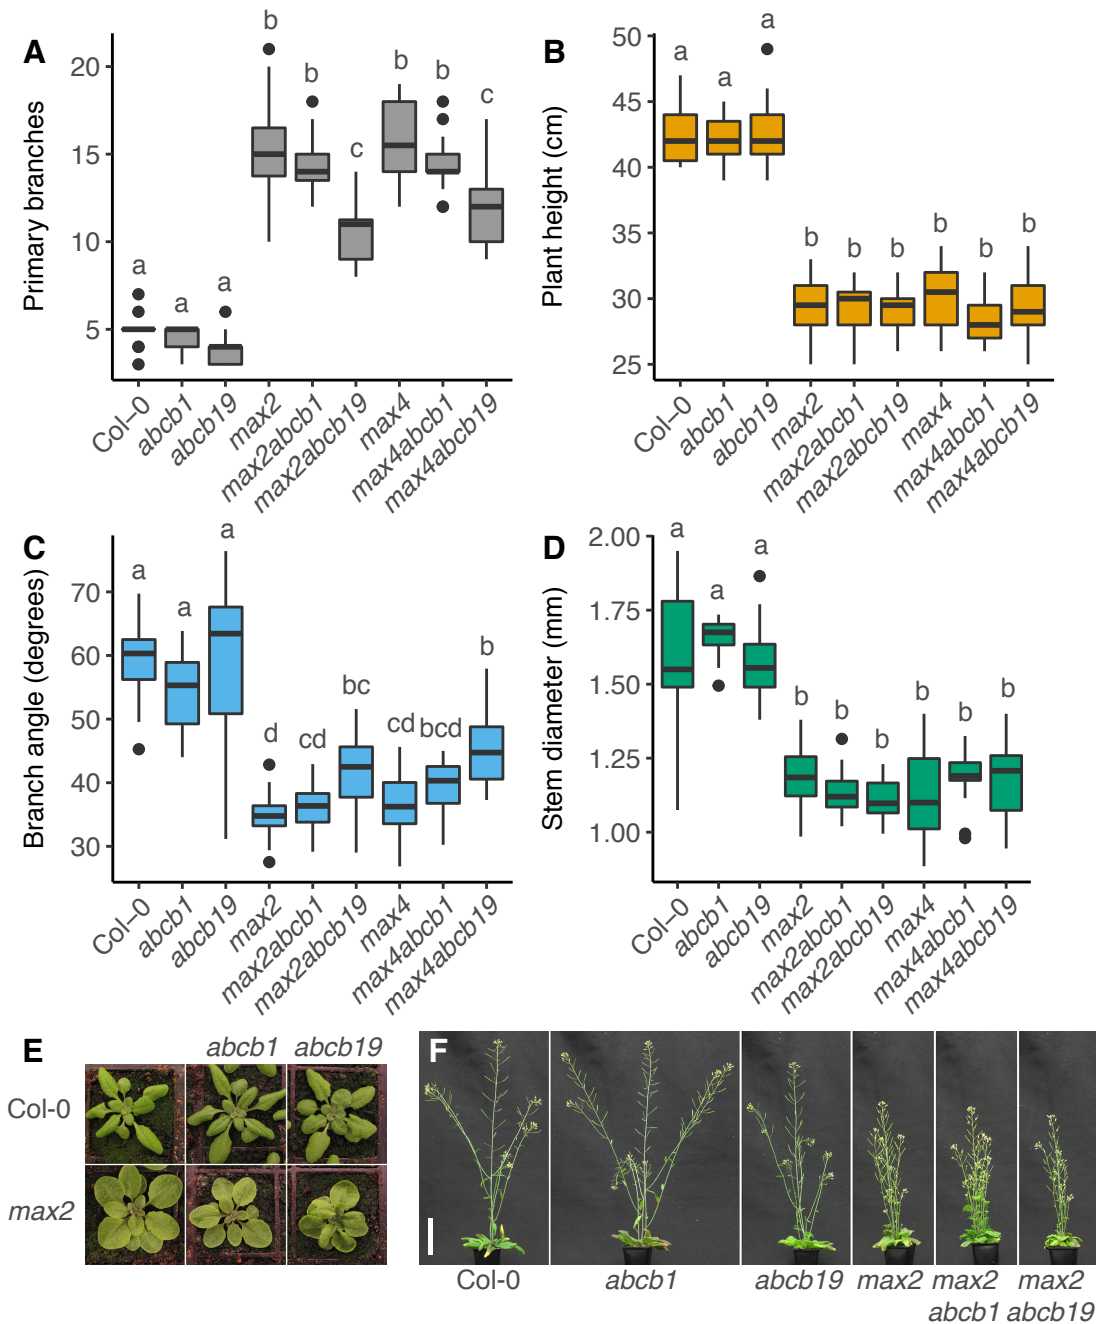 A
Primary branches
20
15
10
5
b
b
c
b
b
c
a
a
a
Col-0
abcb1
abcb19
max2
max2abcb1
max2abcb19
max4
max4abcb1
max4abcb19
B
Plant height (cm)
50
45
40
35
30
25
a
a
a
b
b
b
b
b
b
Col-0
abcb1
abcb19
max2
max2abcb1
max2abcb19
max4
max4abcb1
max4abcb19
C
Branch angle (degrees)
70
60
50
40
30
a
a
a
d
cd
bc
cd
bcd
b
Col-0
abcb1
abcb19
max2
max2abcb1
max2abcb19
max4
max4abcb1
max4abcb19
D
Stem diameter (mm)
2.00
1.75
1.50
1.25
1.00
a
a
a
b
b
b
b
b
b
Col-0
abcb1
abcb19
max2
max2abcb1
max2abcb19
max4
max4abcb1
max4abcb19
E
abcb1 abcb19
Col-0
max2
F
Col-0 abcb1 abcb19 max2 max2 max2
abcb1 abcb19